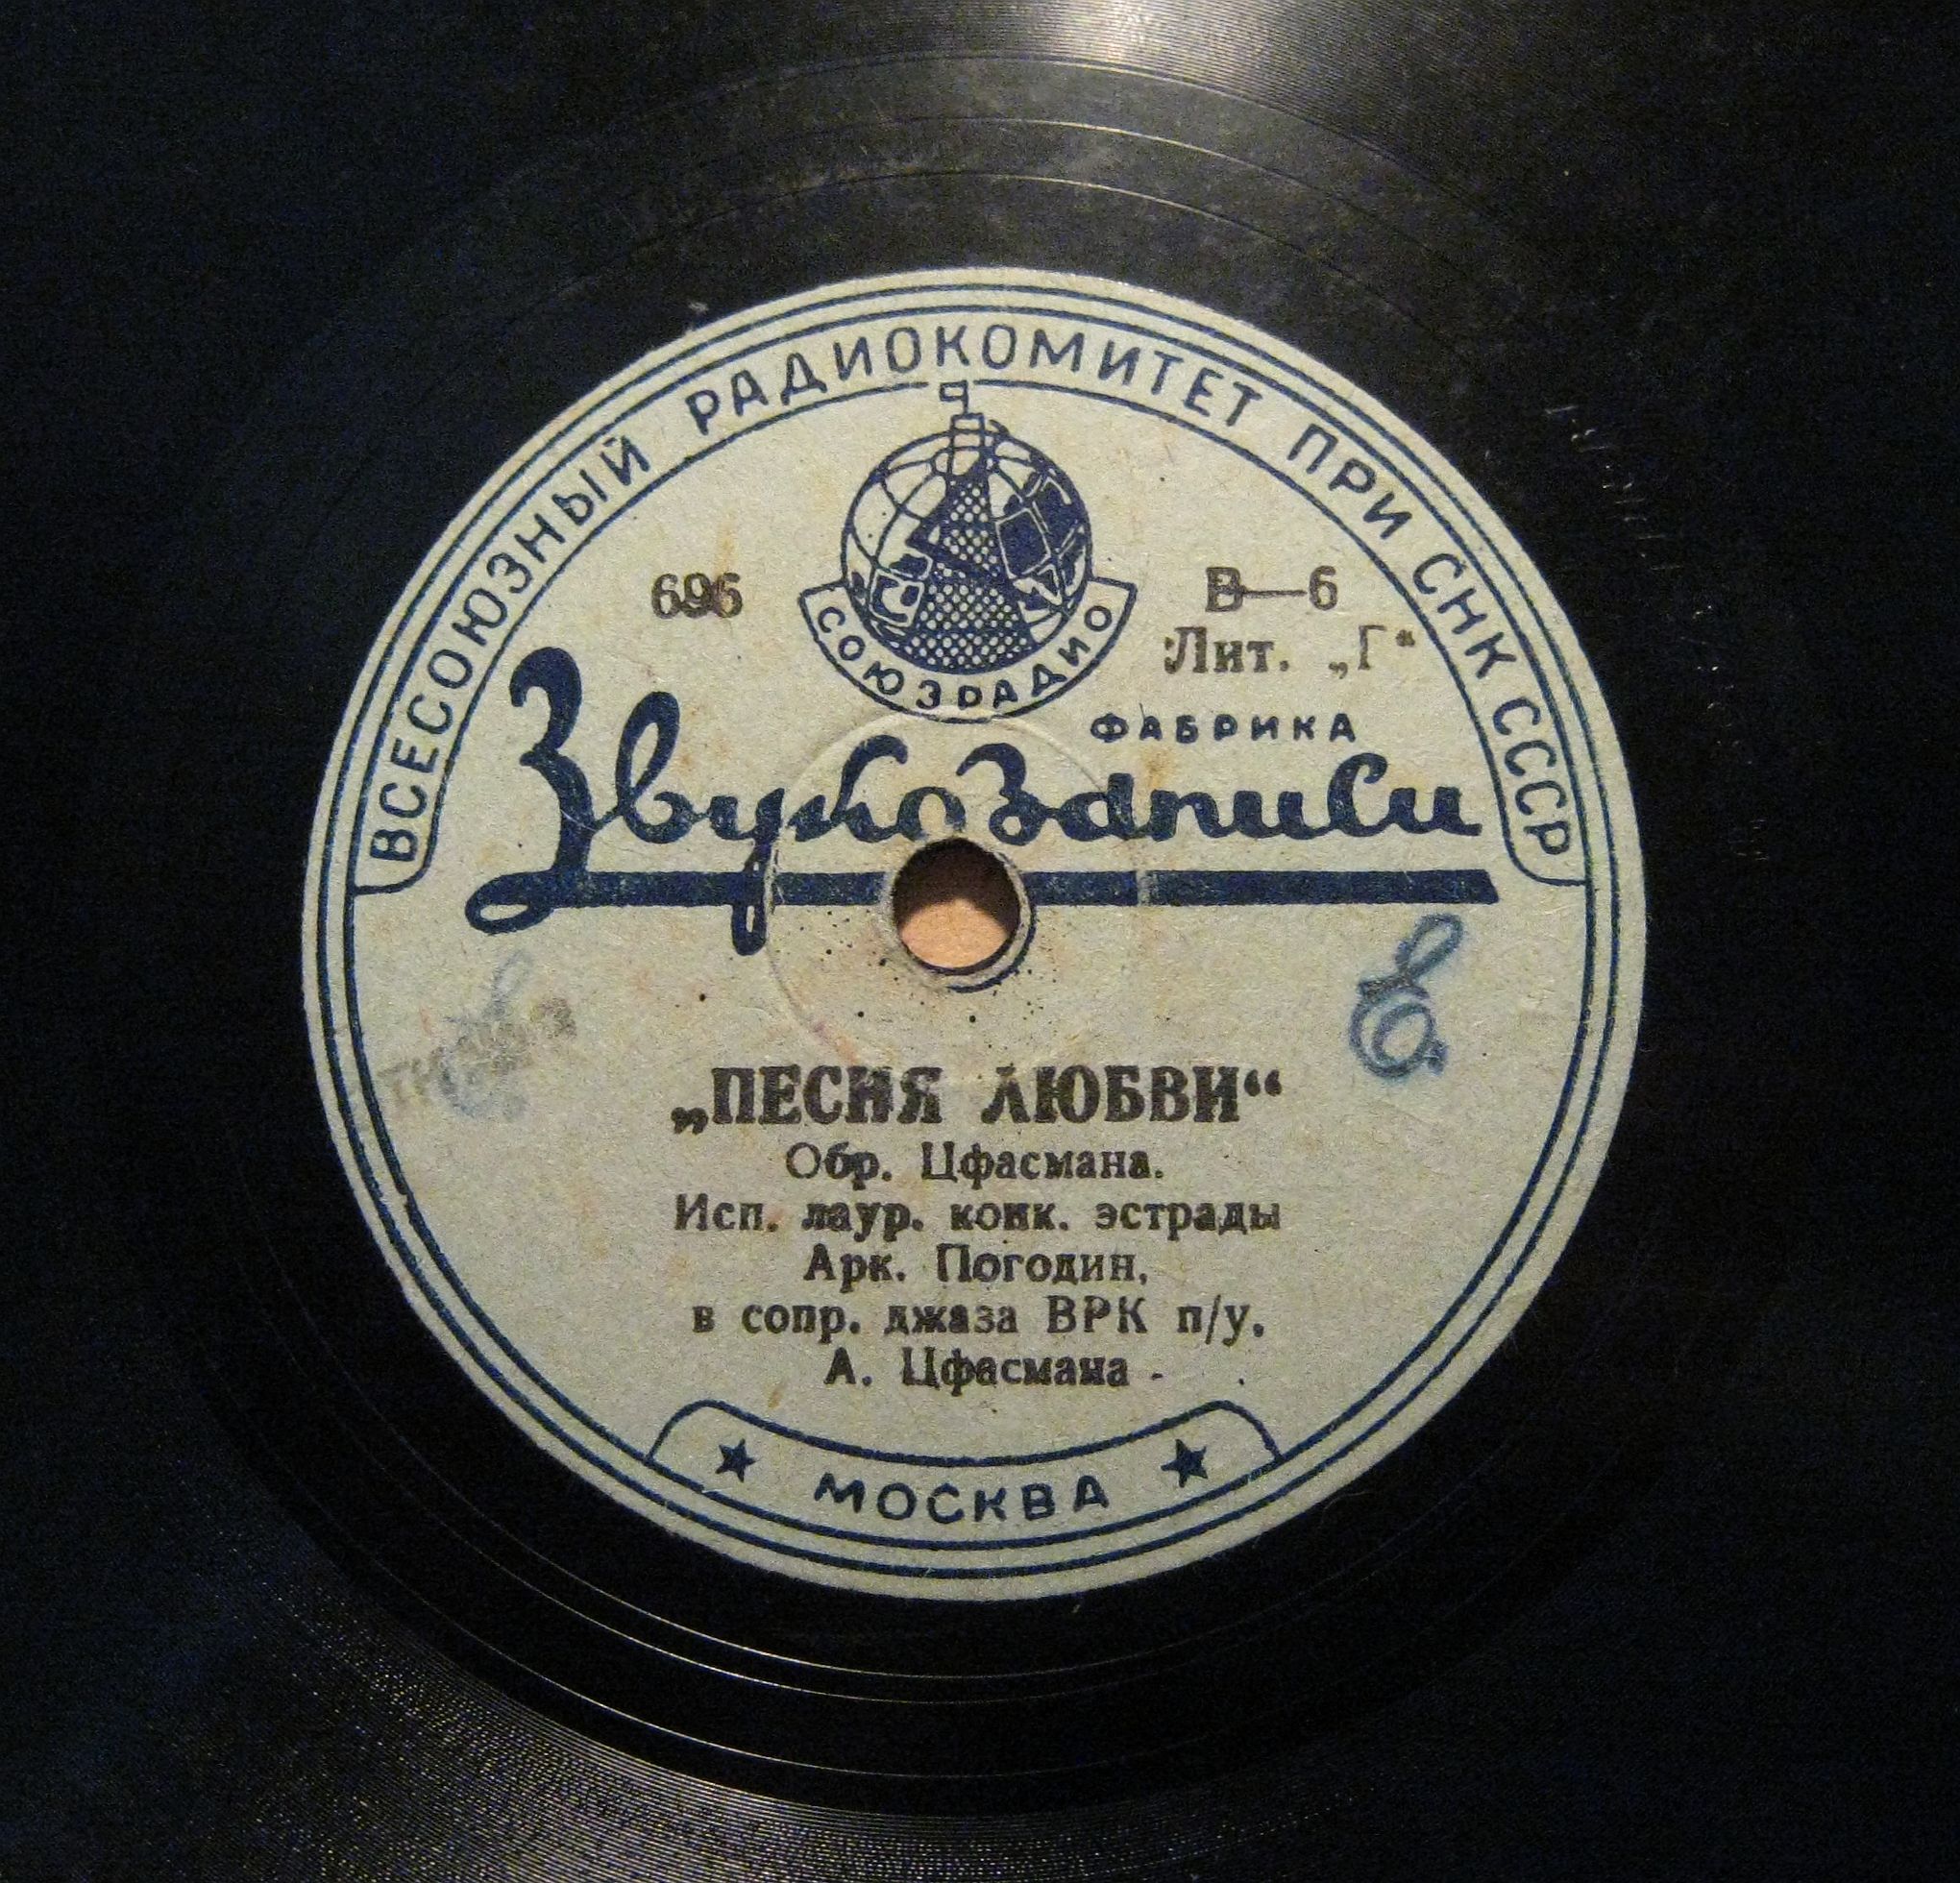 ВСЕСОЮЗНЫЙ РАДИОКОМИТЕТ ПРИ СНК СССР
СОЮЗРАДИО
696
В—6
Лит. „Г“
ФАБРИКА
Звукозаписи
„ПЕСНЯ ЛЮБВИ“
Обр. Цфасмана.
Исп. лаур. конк. эстрады
Арк. Погодин,
в сопр. джаза ВРК п/у.
А. Цфасмана -
МОСКВА